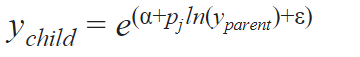 y_child = e^(α+p_j ln(y_parent)+ε)